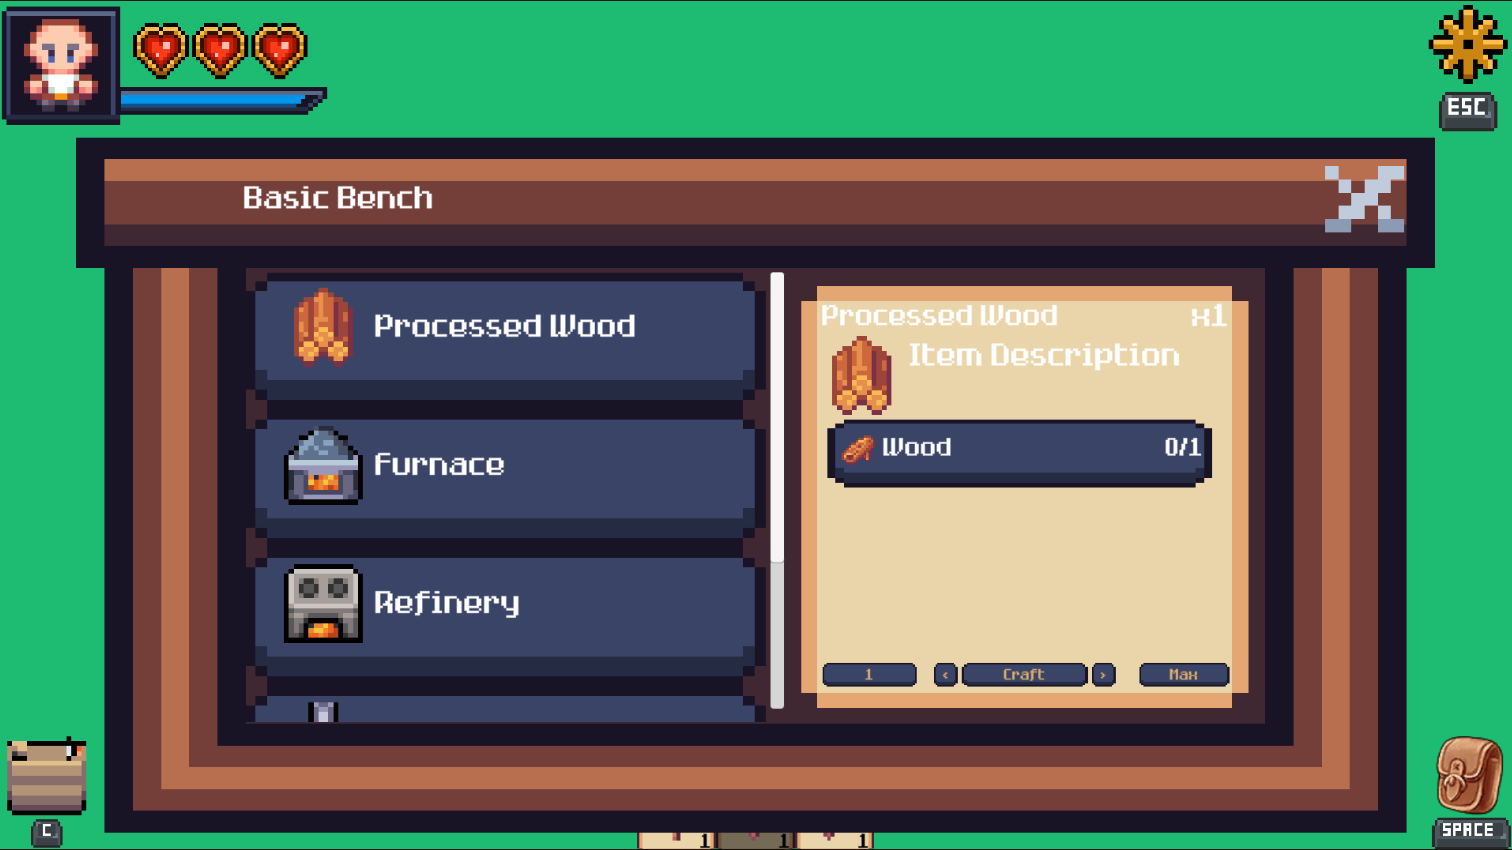 ESC
Basic Bench
Processed Wood
Furnace
Refinery
Processed Wood x1
Item Description
Wood 0/1
1 < Craft > Max
C
SPACE
1 1 1